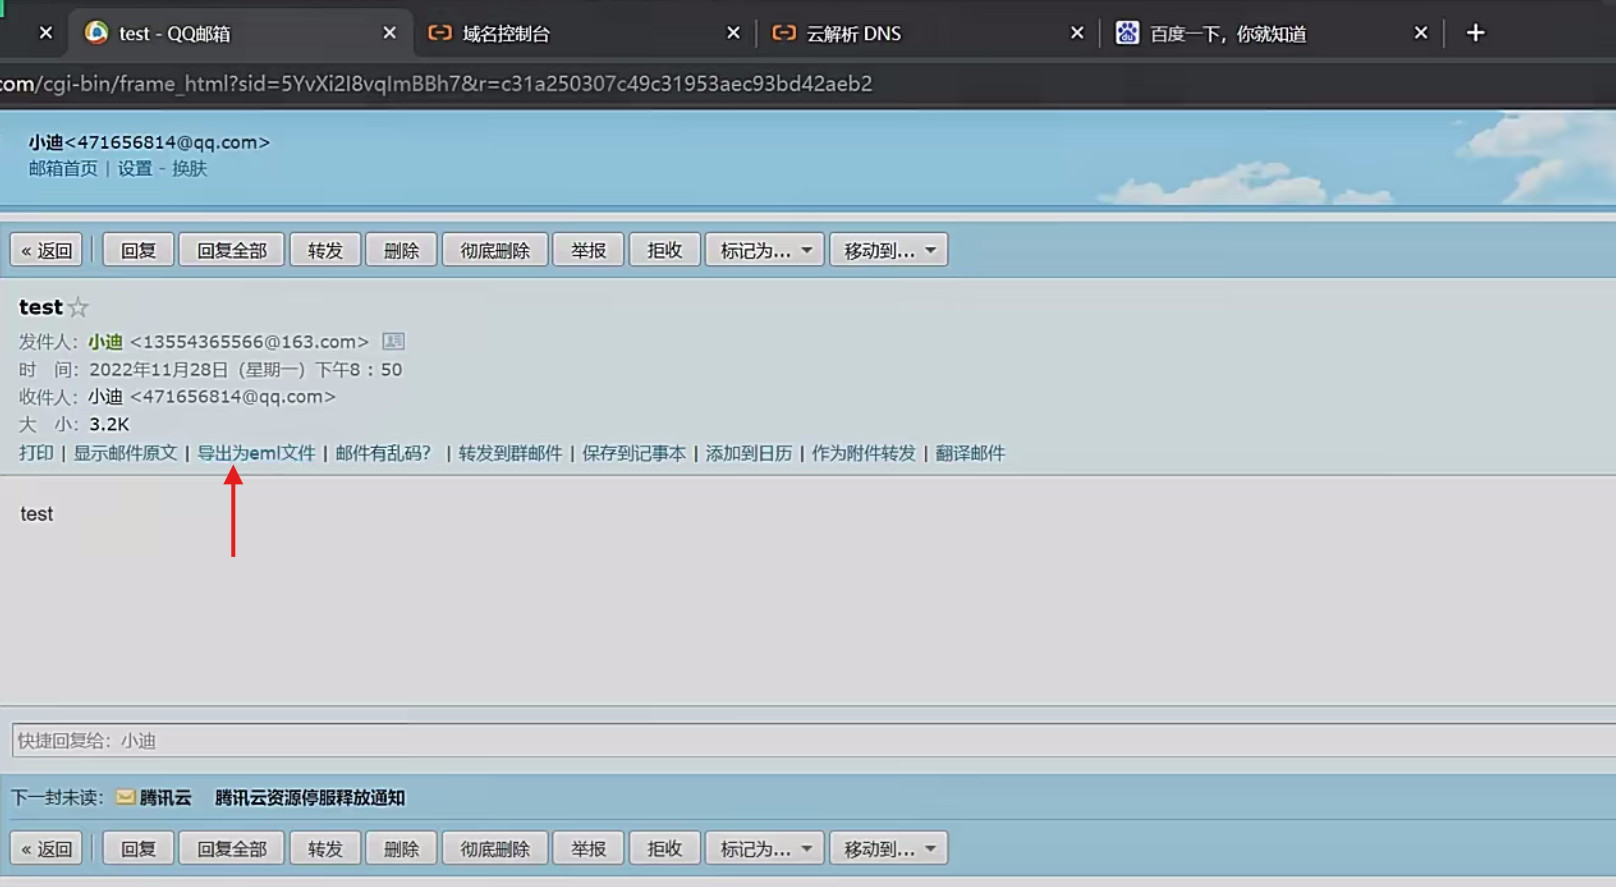 test - QQ邮箱
域名控制台
云解析 DNS
百度一下，你就知道
com/cgi-bin/frame_html?sid=5YvXi2I8vqImBBh7&r=c31a250307c49c31953aec93bd42aeb2
小迪<471656814@qq.com>
邮箱首页 | 设置 - 换肤
« 返回 回复 回复全部 转发 删除 彻底删除 举报 拒收 标记为... 移动到...
test
发件人：小迪 <13554365566@163.com>
时 间：2022年11月28日（星期一）下午8：50
收件人：小迪 <471656814@qq.com>
大 小：3.2K
打印 | 显示邮件原文 | 导出为eml文件 | 邮件有乱码？ | 转发到群邮件 | 保存到记事本 | 添加到日历 | 作为附件转发 | 翻译邮件
test
快捷回复给：小迪
下一封未读： 腾讯云 腾讯云资源停服释放通知
« 返回 回复 回复全部 转发 删除 彻底删除 举报 拒收 标记为... 移动到...